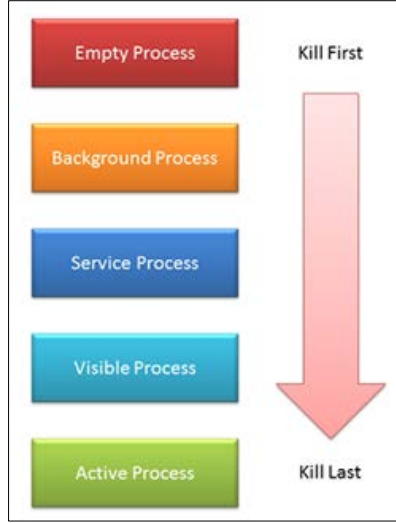 Empty Process
Kill First
Background Process
Service Process
Visible Process
Active Process
Kill Last